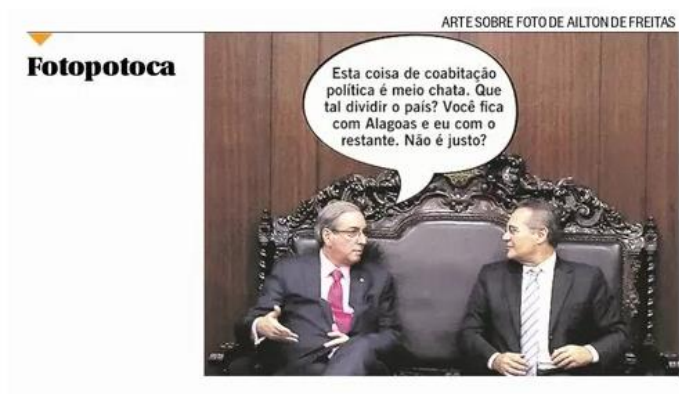 ARTE SOBRE FOTO DE AILTON DE FREITAS
Fotopotoca
Esta coisa de coabitação
política é meio chata. Que
tal dividir o país? Você fica
com Alagoas e eu com o
restante. Não é justo?